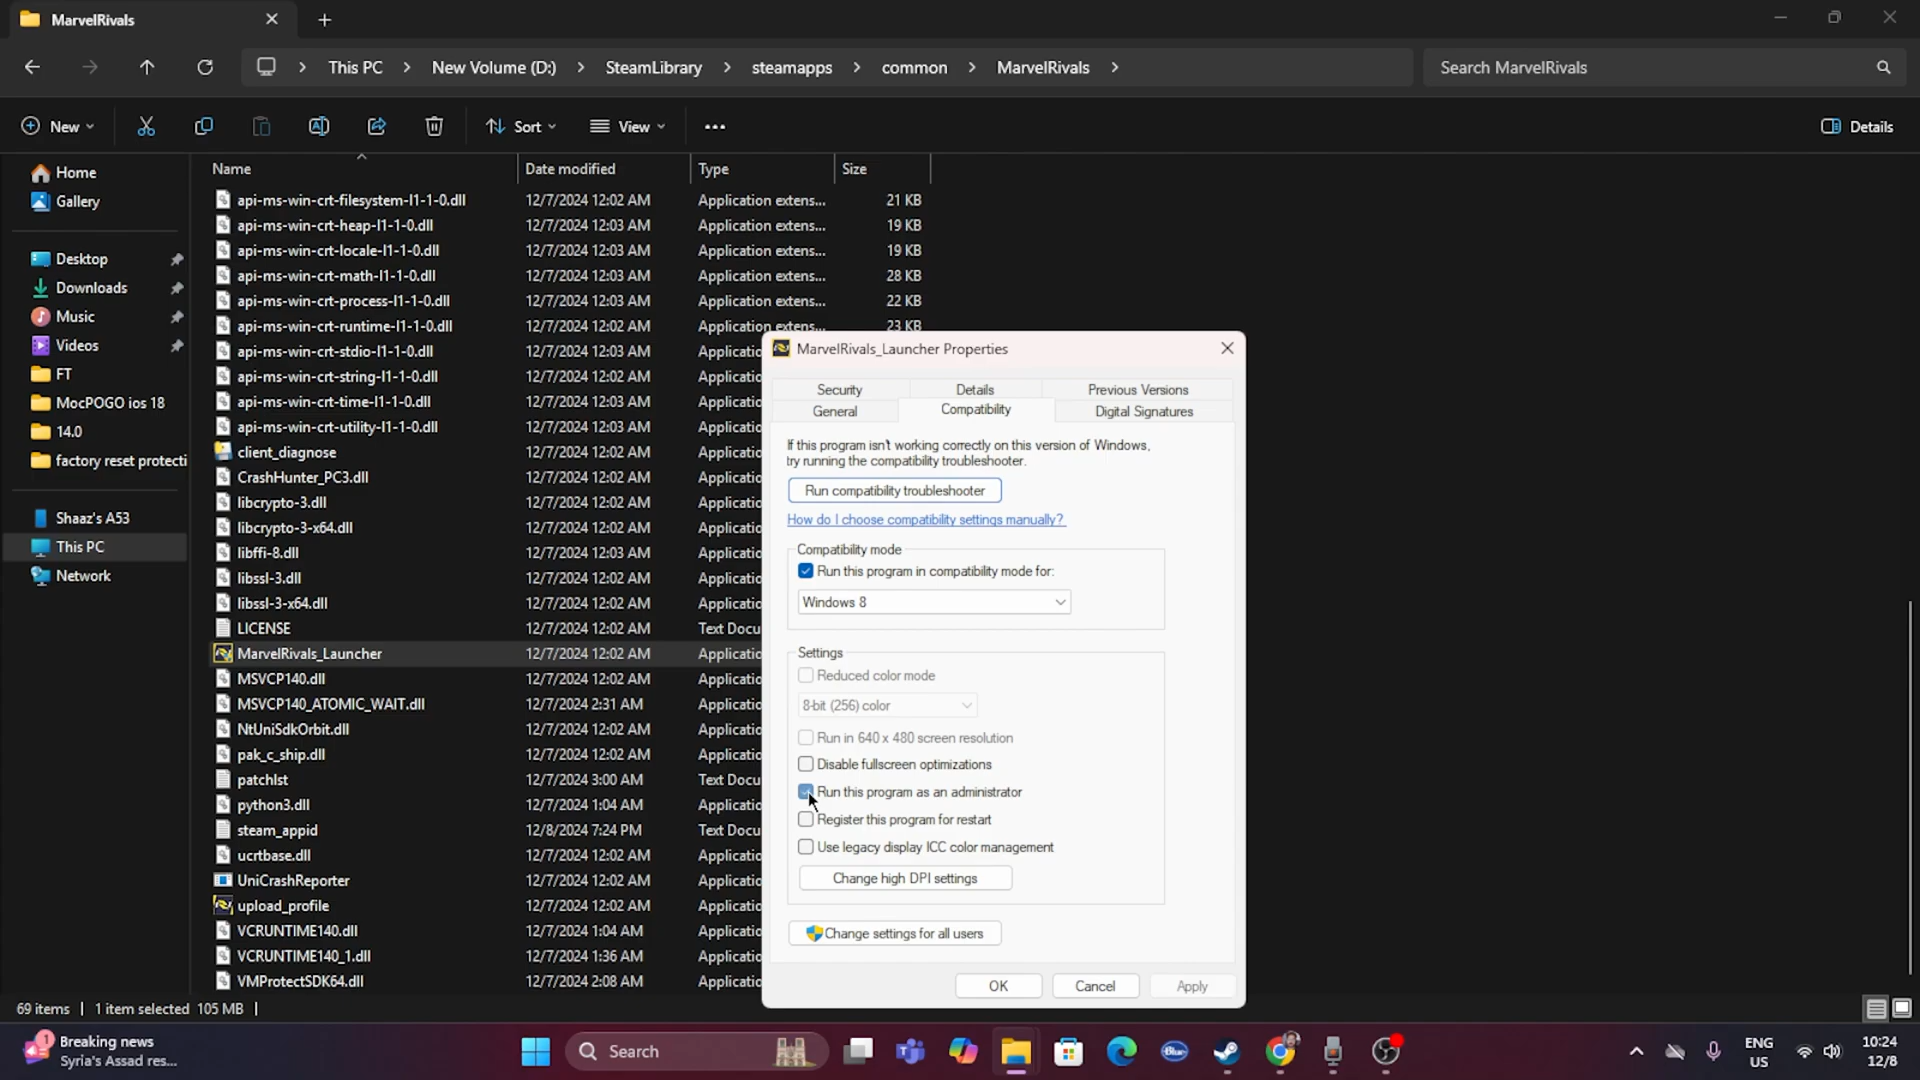 MarvelRivals
This PC
New Volume (D:)
SteamLibrary
steamapps
common
MarvelRivals
Search MarvelRivals
New
Sort
View
Details
Home
Gallery
Desktop
Downloads
Music
Videos
FT
MocPOGO ios 18
14.0
factory reset protecti
Shaaz's A53
This PC
Network
Name Date modified Type Size
api-ms-win-crt-filesystem-l1-1-0.dll 12/7/2024 12:02 AM Application extens... 21 KB
api-ms-win-crt-heap-l1-1-0.dll 12/7/2024 12:03 AM Application extens... 19 KB
api-ms-win-crt-locale-l1-1-0.dll 12/7/2024 12:03 AM Application extens... 19 KB
api-ms-win-crt-math-l1-1-0.dll 12/7/2024 12:03 AM Application extens... 28 KB
api-ms-win-crt-process-l1-1-0.dll 12/7/2024 12:03 AM Application extens... 22 KB
api-ms-win-crt-runtime-l1-1-0.dll 12/7/2024 12:02 AM Application extens... 23 KB
api-ms-win-crt-stdio-l1-1-0.dll 12/7/2024 12:03 AM Applicatio
api-ms-win-crt-string-l1-1-0.dll 12/7/2024 12:02 AM Applicatio
api-ms-win-crt-time-l1-1-0.dll 12/7/2024 12:03 AM Applicatio
api-ms-win-crt-utility-l1-1-0.dll 12/7/2024 12:03 AM Applicatio
client_diagnose 12/7/2024 12:02 AM Applicatio
CrashHunter_PC3.dll 12/7/2024 12:02 AM Applicatio
libcrypto-3.dll 12/7/2024 12:02 AM Applicatio
libcrypto-3-x64.dll 12/7/2024 12:02 AM Applicatio
libffi-8.dll 12/7/2024 12:03 AM Applicatio
libssl-3.dll 12/7/2024 12:02 AM Applicatio
libssl-3-x64.dll 12/7/2024 12:02 AM Applicatio
LICENSE 12/7/2024 12:02 AM Text Docu
MarvelRivals_Launcher 12/7/2024 12:02 AM Applicatio
MSVCP140.dll 12/7/2024 12:02 AM Applicatio
MSVCP140_ATOMIC_WAIT.dll 12/7/2024 2:31 AM Applicatio
NtUniSdkOrbit.dll 12/7/2024 12:02 AM Applicatio
pak_c_ship.dll 12/7/2024 12:02 AM Applicatio
patchlst 12/7/2024 3:00 AM Text Docu
python3.dll 12/7/2024 1:04 AM Applicatio
steam_appid 12/8/2024 7:24 PM Text Docu
ucrtbase.dll 12/7/2024 12:02 AM Applicatio
UniCrashReporter 12/7/2024 12:02 AM Applicatio
upload_profile 12/7/2024 12:02 AM Applicatio
VCRUNTIME140.dll 12/7/2024 1:04 AM Applicatio
VCRUNTIME140_1.dll 12/7/2024 1:36 AM Applicatio
VMProtectSDK64.dll 12/7/2024 2:08 AM Applicatio
MarvelRivals_Launcher Properties
Security Details Previous Versions
General Compatibility Digital Signatures
If this program isn't working correctly on this version of Windows,
try running the compatibility troubleshooter.
Run compatibility troubleshooter
How do I choose compatibility settings manually?
Compatibility mode
Run this program in compatibility mode for:
Windows 8
Settings
Reduced color mode
8-bit (256) color
Run in 640 x 480 screen resolution
Disable fullscreen optimizations
Run this program as an administrator
Register this program for restart
Use legacy display ICC color management
Change high DPI settings
Change settings for all users
OK Cancel Apply
69 items 1 item selected 105 MB
1
Breaking news
Syria's Assad res...
Search
Blue
ENG
US
10:24
12/8